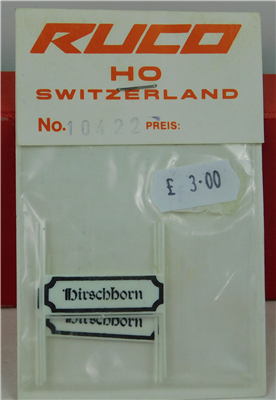 RUCO
HO
SWITZERLAND
No. 10422 PREIS:
£ 3.00
Hirschhorn
Hirschhorn